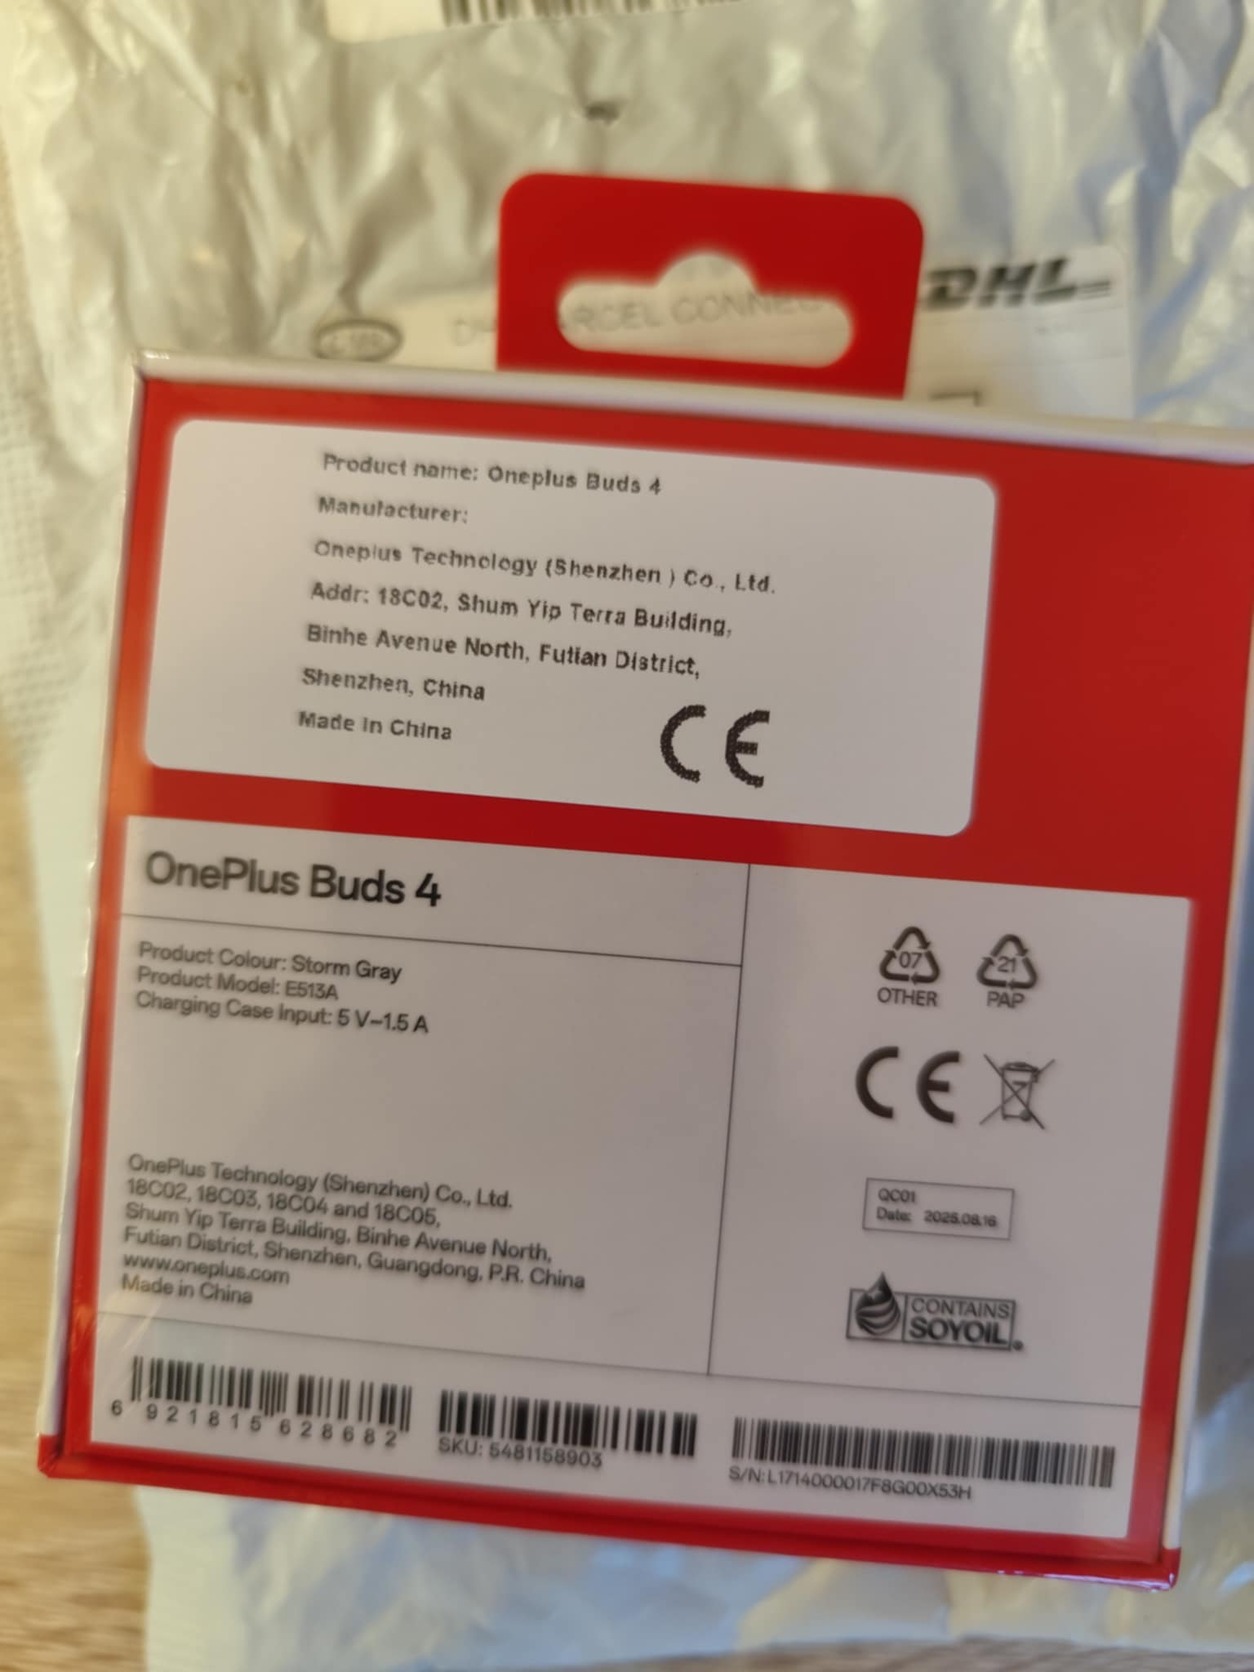 DHL
PARCEL CONNECT
Product name: Oneplus Buds 4
Manufacturer:
Oneplus Technology (Shenzhen ) Co., Ltd.
Addr: 18C02, Shum Yip Terra Building,
Binhe Avenue North, Futian District,
Shenzhen, China
Made in China
CE
OnePlus Buds 4
Product Colour: Storm Gray
Product Model: E513A
Charging Case Input: 5 V⎓1.5 A
07
OTHER
21
PAP
CE
QC01
Date: 2025.08.16
CONTAINS
SOYOIL
OnePlus Technology (Shenzhen) Co., Ltd.
18C02, 18C03, 18C04 and 18C05,
Shum Yip Terra Building, Binhe Avenue North,
Futian District, Shenzhen, Guangdong, P.R. China
www.oneplus.com
Made in China
6 921815 628682
SKU: 5481158903
S/N: L1714000017F8G00X53H